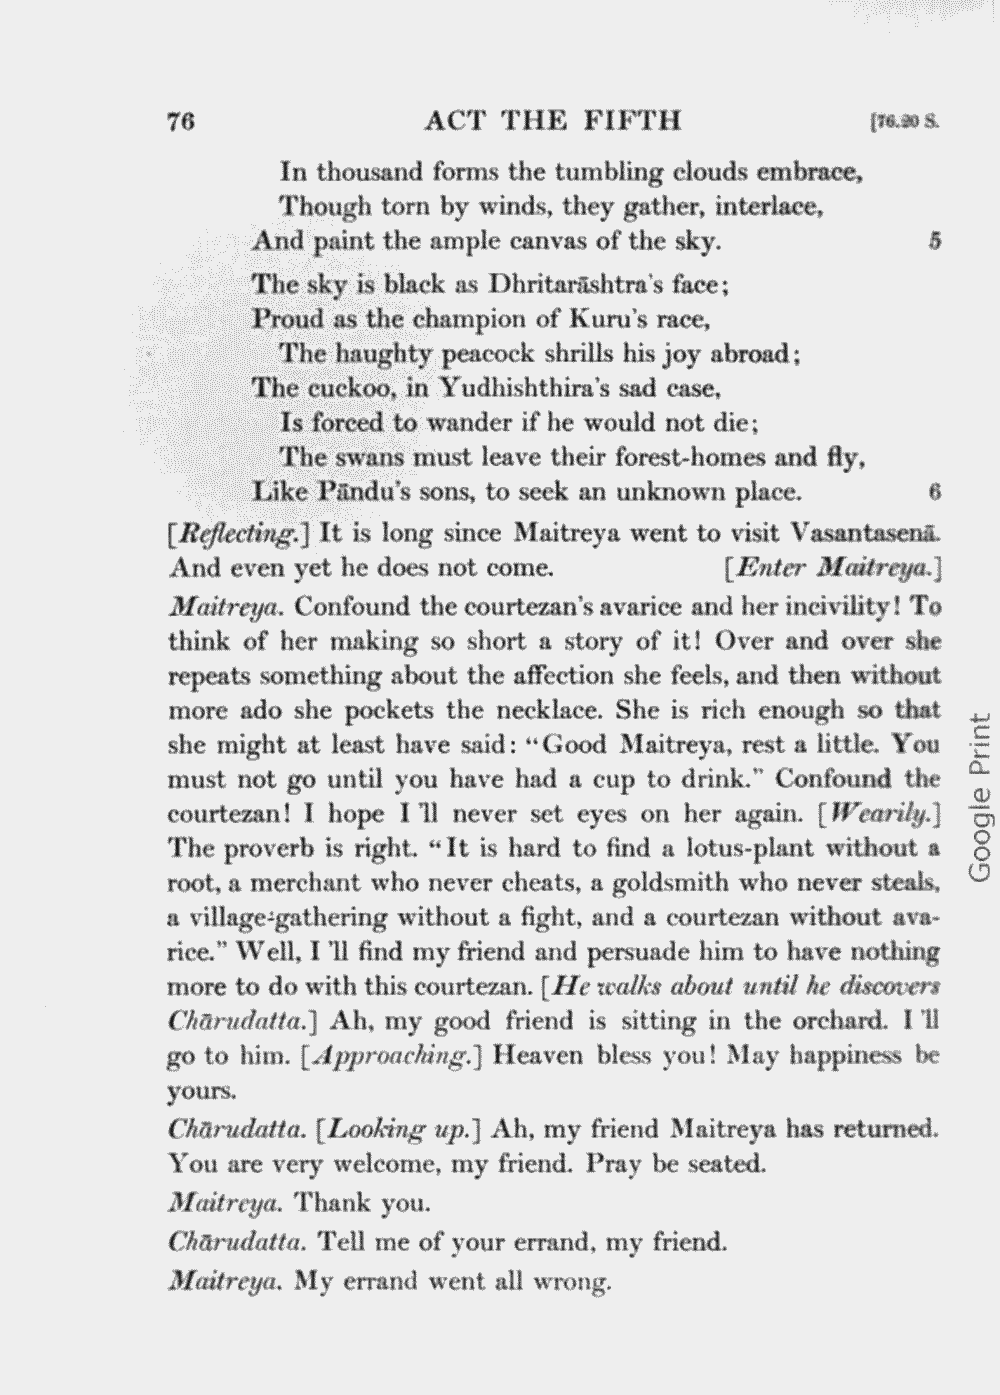 76 ACT THE FIFTH [76.20 S.
In thousand forms the tumbling clouds embrace,
Though torn by winds, they gather, interlace,
And paint the ample canvas of the sky. 5
The sky is black as Dhritarāshtra's face;
Proud as the champion of Kuru's race,
The haughty peacock shrills his joy abroad;
The cuckoo, in Yudhishthira's sad case,
Is forced to wander if he would not die;
The swans must leave their forest-homes and fly,
Like Pāndu's sons, to seek an unknown place. 6
[Reflecting.] It is long since Maitreya went to visit Vasantasenā.
And even yet he does not come. [Enter Maitreya.]
Maitreya. Confound the courtezan's avarice and her incivility! To
think of her making so short a story of it! Over and over she
repeats something about the affection she feels, and then without
more ado she pockets the necklace. She is rich enough so that
she might at least have said: "Good Maitreya, rest a little. You
must not go until you have had a cup to drink." Confound the
courtezan! I hope I 'll never set eyes on her again. [Wearily.]
The proverb is right. "It is hard to find a lotus-plant without a
root, a merchant who never cheats, a goldsmith who never steals,
a village-gathering without a fight, and a courtezan without ava-
rice." Well, I 'll find my friend and persuade him to have nothing
more to do with this courtezan. [He walks about until he discovers
Chārudatta.] Ah, my good friend is sitting in the orchard. I 'll
go to him. [Approaching.] Heaven bless you! May happiness be
yours.
Chārudatta. [Looking up.] Ah, my friend Maitreya has returned.
You are very welcome, my friend. Pray be seated.
Maitreya. Thank you.
Chārudatta. Tell me of your errand, my friend.
Maitreya. My errand went all wrong.
Google Print